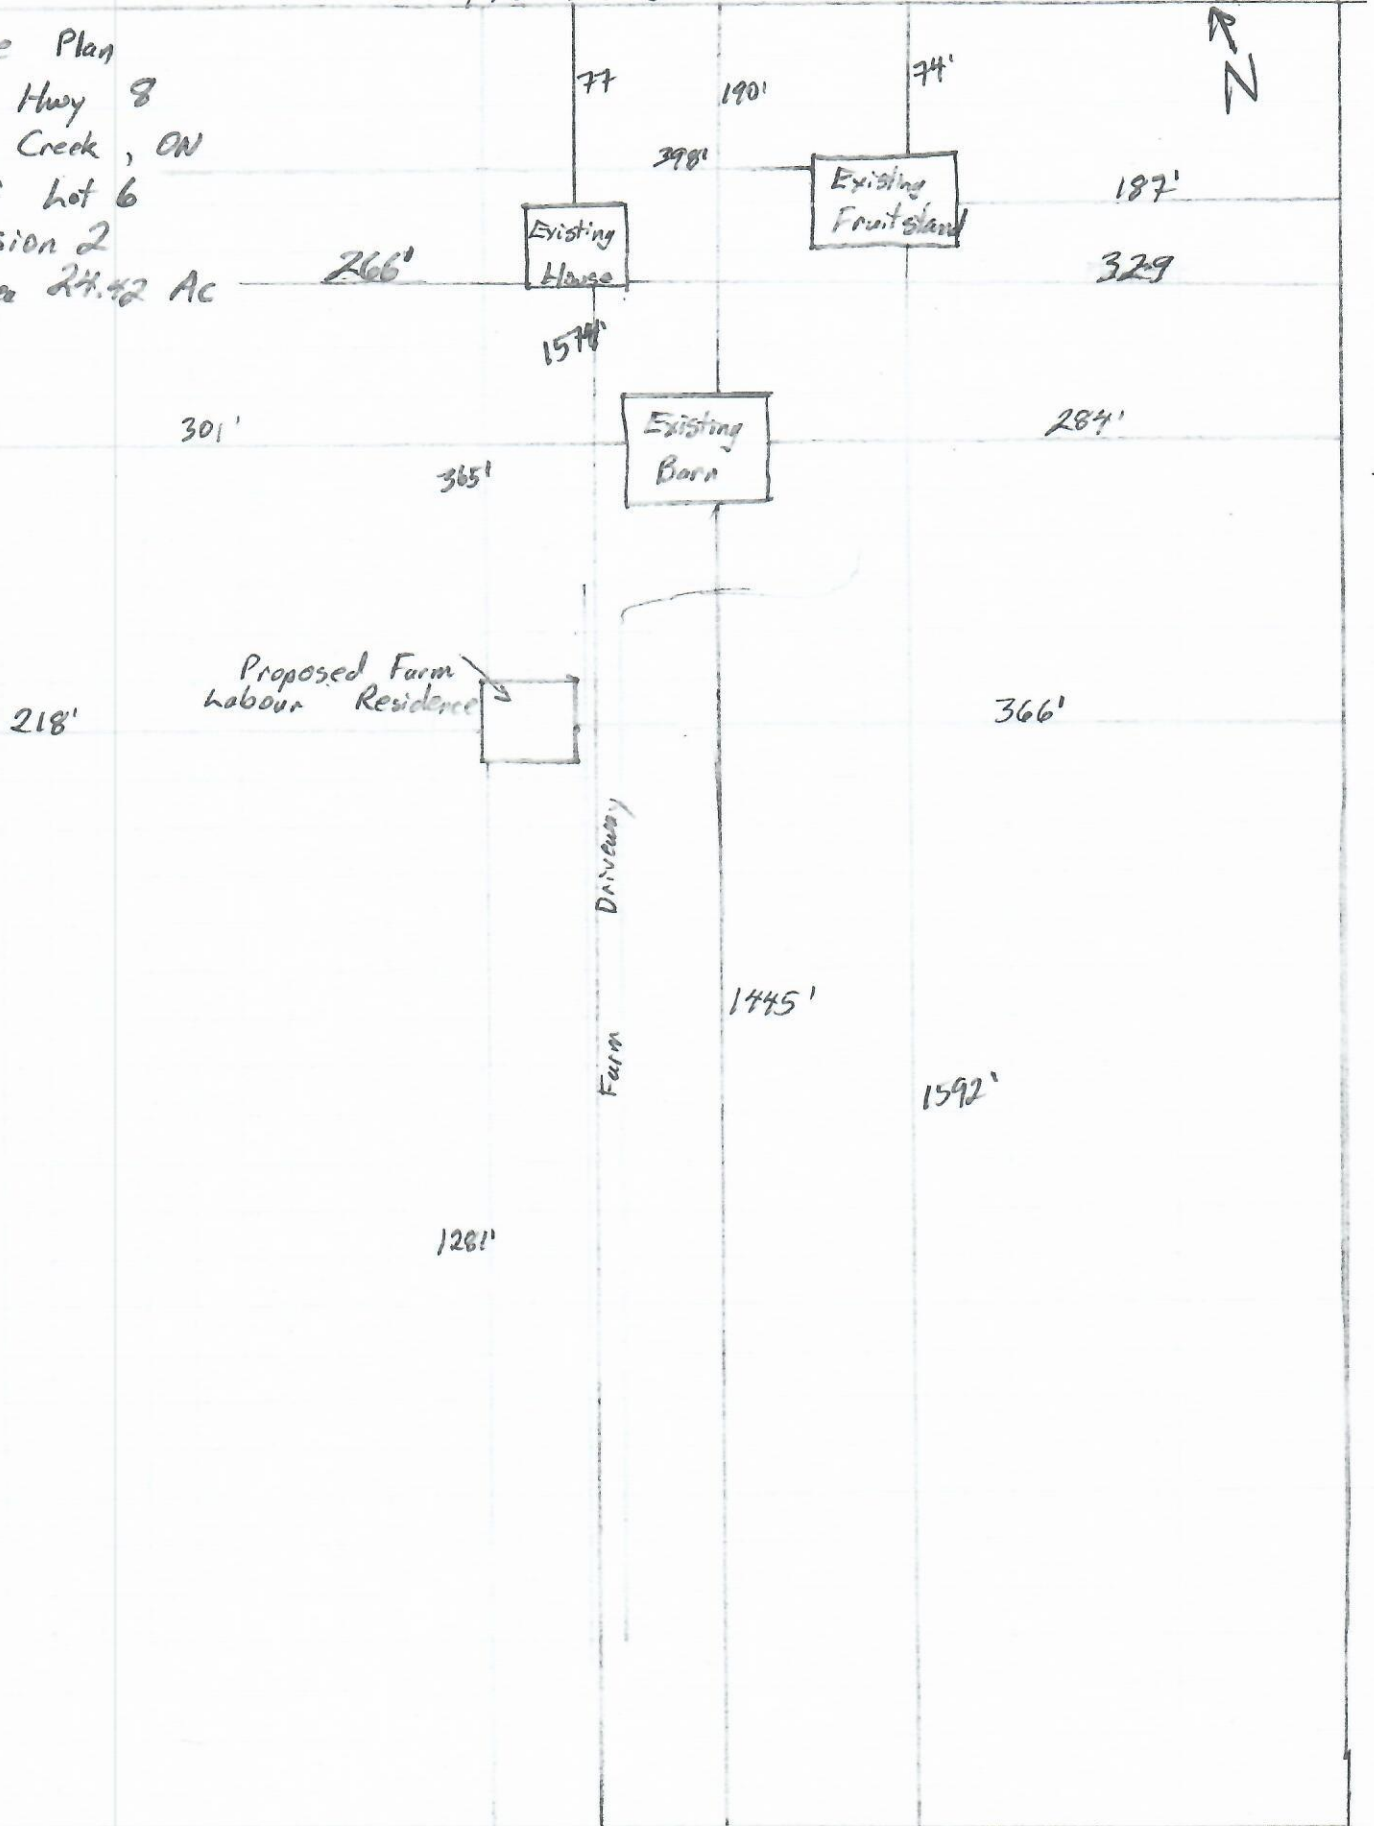 Plan
Hwy 8
Creek, ON
Lot 6
sion 2
24.42 Ac
N
77
190'
74'
398'
Existing
Fruitstand
187'
Existing
House
266'
329
1574'
301'
Existing
Barn
284'
365'
Proposed Farm
Labour Residence
218'
366'
Farm Driveway
1445'
1592'
1281'